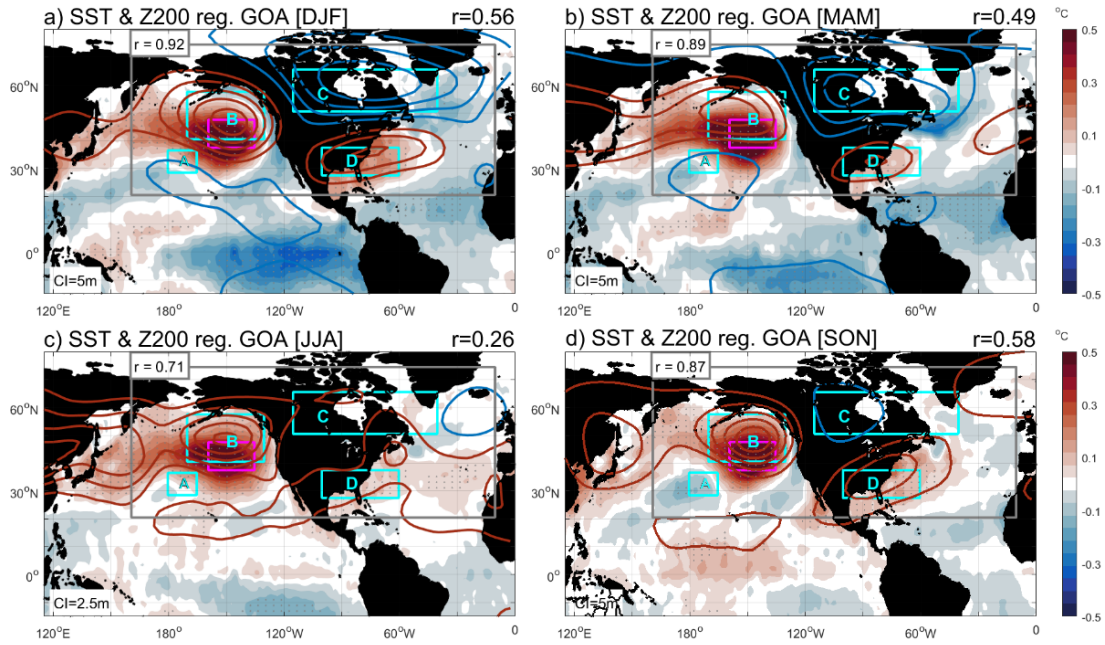 a) SST & Z200 reg. GOA [DJF] r=0.56
r = 0.92
60°N
30°N
0°
A
B
C
D
CI=5m
120°E
180°
120°W
60°W
0
b) SST & Z200 reg. GOA [MAM] r=0.49
r = 0.89
A
B
C
D
60°N
30°N
0°
CI=5m
120°E
180°
120°W
60°W
0
°C
0.5
0.3
0.1
-0.1
-0.3
-0.5
c) SST & Z200 reg. GOA [JJA] r=0.26
r = 0.71
60°N
30°N
0°
A
B
C
D
CI=2.5m
120°E
180°
120°W
60°W
0
d) SST & Z200 reg. GOA [SON] r=0.58
r = 0.87
A
B
C
D
60°N
30°N
0°
CI=5m
120°E
180°
120°W
60°W
0
°C
0.5
0.3
0.1
-0.1
-0.3
-0.5